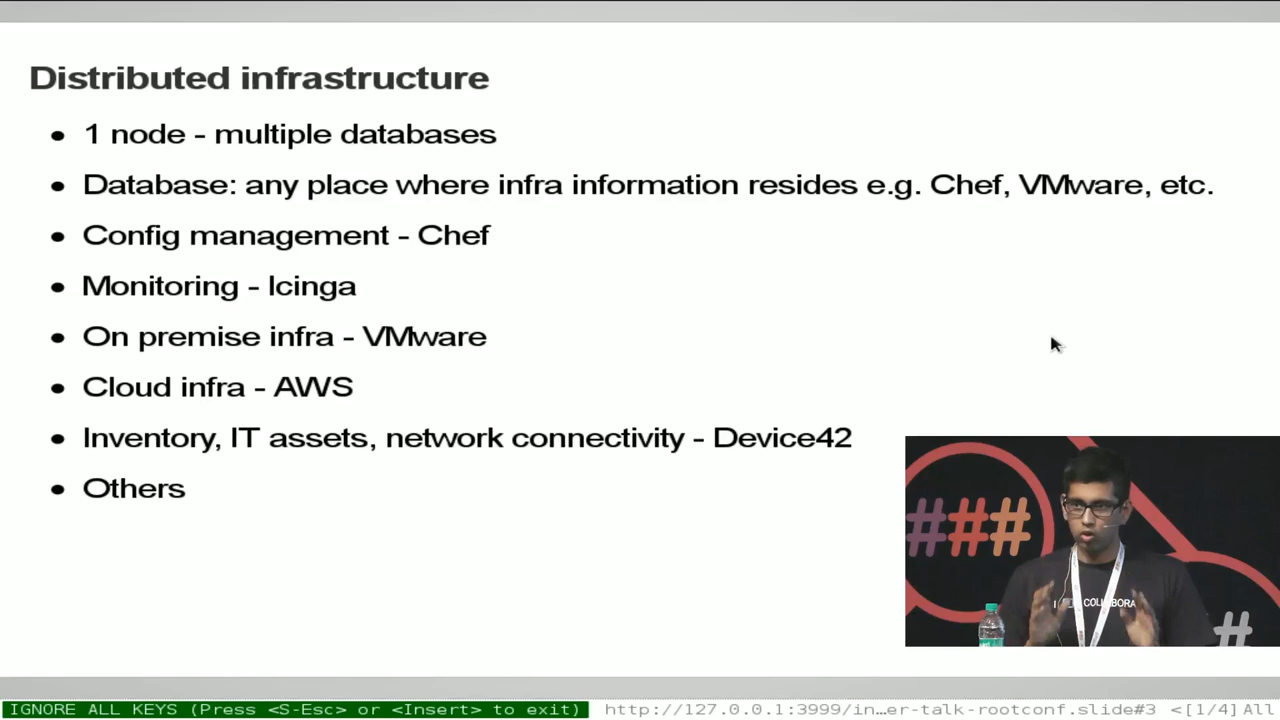 Distributed infrastructure
• 1 node - multiple databases
• Database: any place where infra information resides e.g. Chef, VMware, etc.
• Config management - Chef
• Monitoring - Icinga
• On premise infra - VMware
• Cloud infra - AWS
• Inventory, IT assets, network connectivity - Device42
• Others
###
COLLABORA
#
IGNORE ALL KEYS (Press <S-Esc> or <Insert> to exit) http://127.0.0.1:3999/in…er-talk-rootconf.slide#3 <[1/4]All